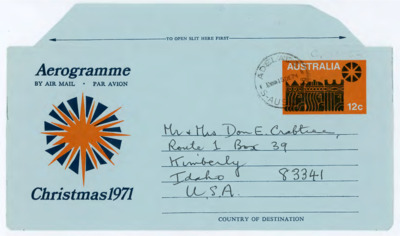 TO OPEN SLIT HERE FIRST
Aerogramme
BY AIR MAIL · PAR AVION
AUSTRALIA
12c
Mr & Mrs Don E. Crabtree,
Route 1 Box 39
Kimberly
Idaho 83341
U.S.A.
Christmas 1971
COUNTRY OF DESTINATION